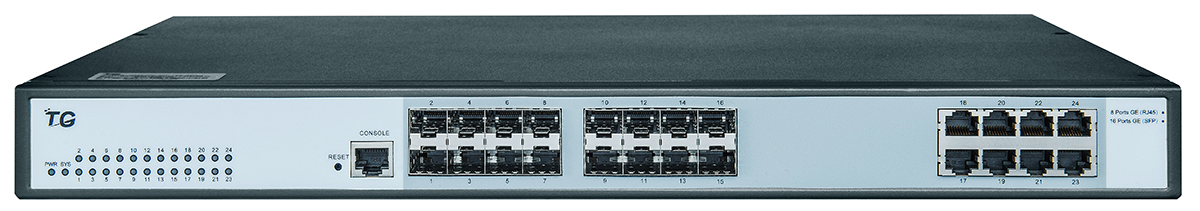 TG
CONSOLE
RESET
PWR SYS
2 4 6 8 10 12 14 16 18 20 22 24
1 3 5 7 9 11 13 15 17 19 21 23
2 4 6 8
1 3 5 7
10 12 14 16
9 11 13 15
18 20 22 24
17 19 21 23
8 Ports GE (RJ45)
16 Ports GE (SFP)